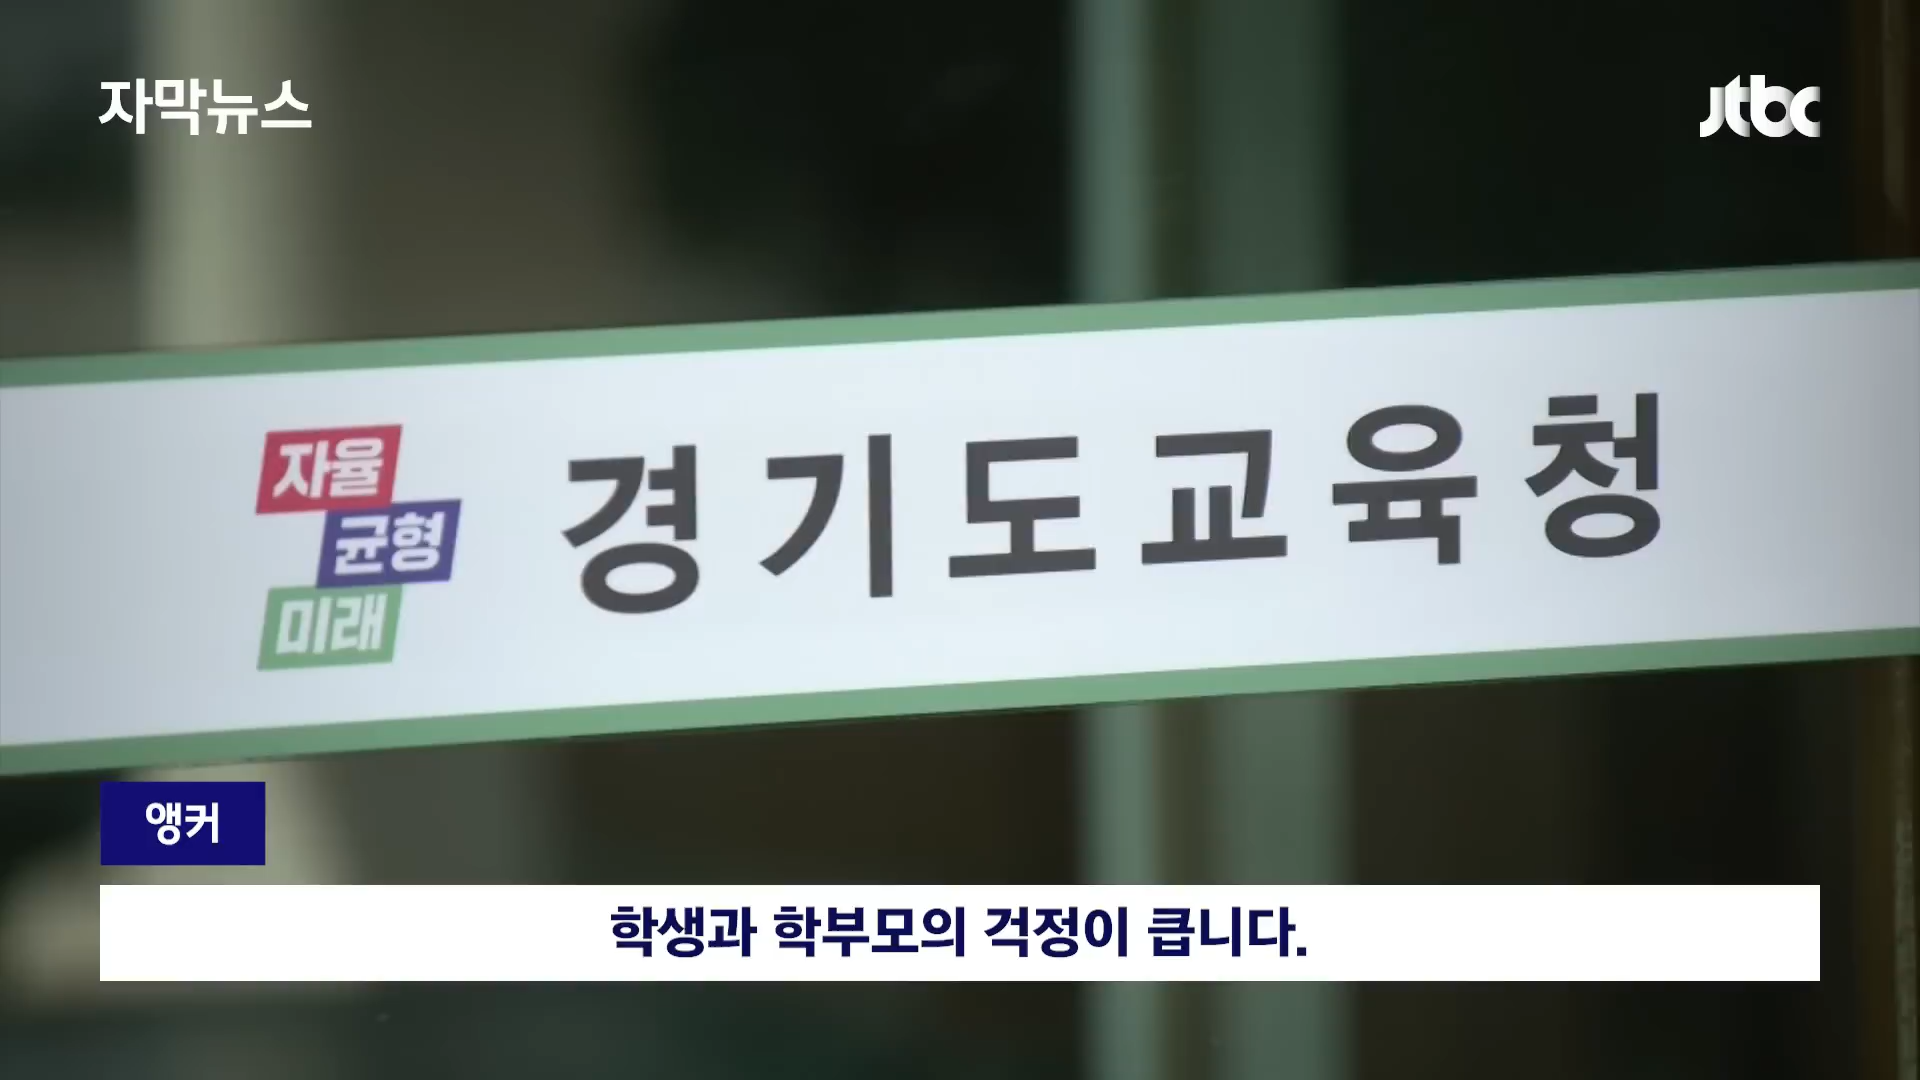 자막뉴스
jtbc
자율
균형
미래
경기도교육청
앵커
학생과 학부모의 걱정이 큽니다.